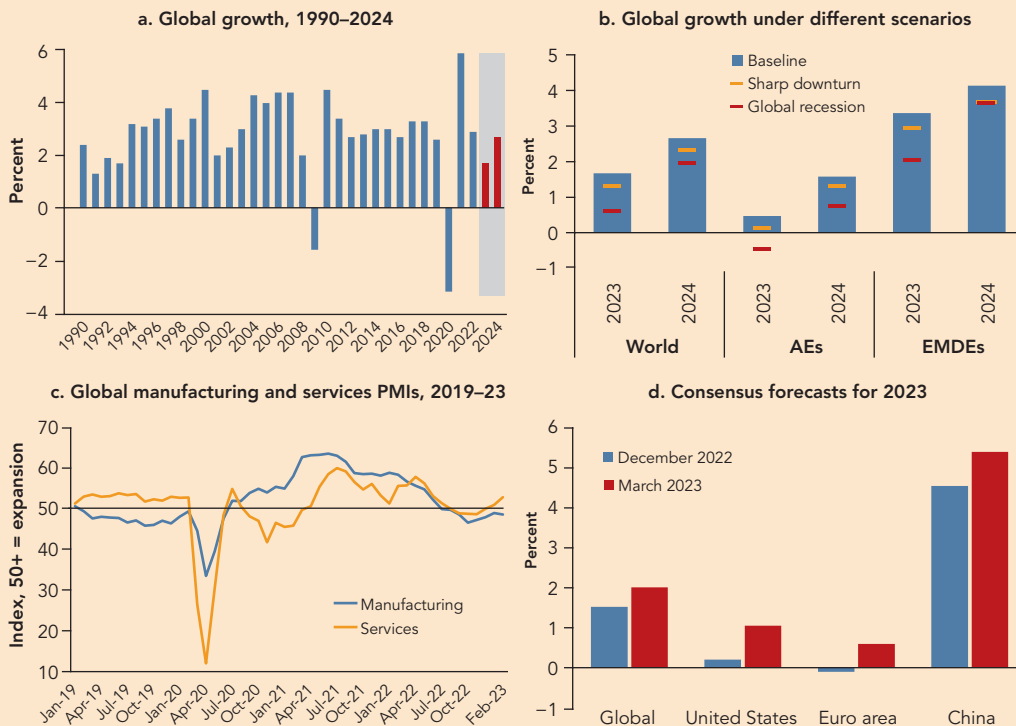 a. Global growth, 1990–2024
Percent
6
4
2
0
−2
−4
1990
1992
1994
1996
1998
2000
2002
2004
2006
2008
2010
2012
2014
2016
2018
2020
2022
2024
b. Global growth under different scenarios
Percent
5
4
3
2
1
0
−1
Baseline
Sharp downturn
Global recession
2023
2024
2023
2024
2023
2024
World
AEs
EMDEs
c. Global manufacturing and services PMIs, 2019–23
Index, 50+ = expansion
70
60
50
40
30
20
10
Manufacturing
Services
Jan-19
Apr-19
Jul-19
Oct-19
Jan-20
Apr-20
Jul-20
Oct-20
Jan-21
Apr-21
Jul-21
Oct-21
Jan-22
Apr-22
Jul-22
Oct-22
Feb-23
d. Consensus forecasts for 2023
Percent
6
5
4
3
2
1
0
−1
December 2022
March 2023
Global
United States
Euro area
China